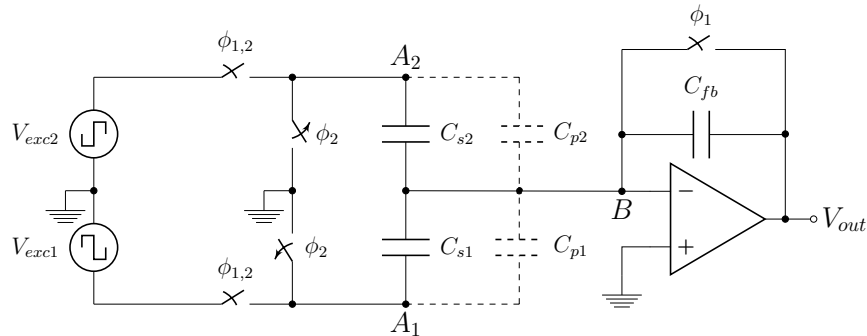 ϕ1
ϕ1,2
A2
Cfb
Vexc2
ϕ2
Cs2
Cp2
−
B
Vout
Vexc1
ϕ2
Cs1
Cp1
+
ϕ1,2
A1